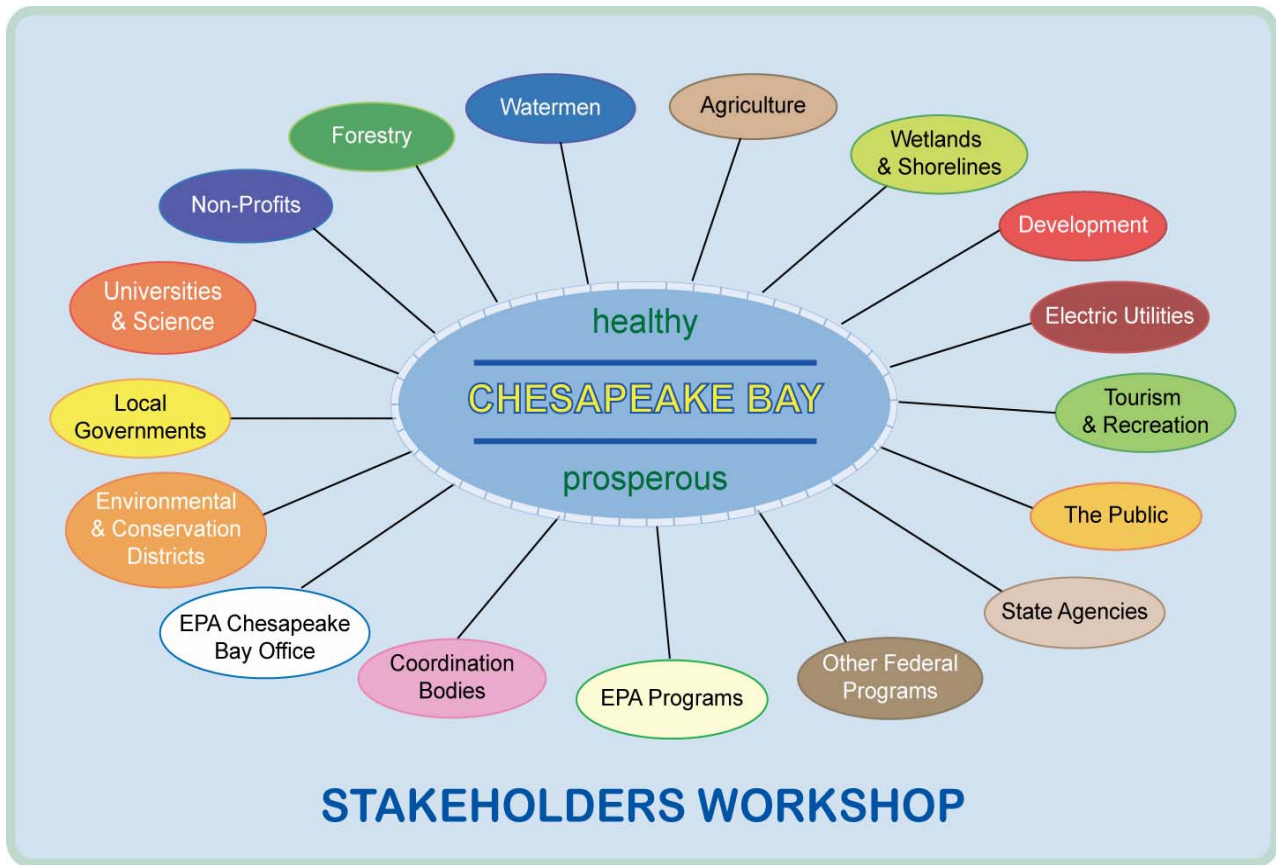 Watermen
Agriculture
Forestry
Wetlands
& Shorelines
Non-Profits
Development
Universities
& Science
Electric Utilities
healthy
CHESAPEAKE BAY
prosperous
Local
Governments
Tourism
& Recreation
Environmental
& Conservation
Districts
The Public
EPA Chesapeake
Bay Office
State Agencies
Coordination
Bodies
EPA Programs
Other Federal
Programs
STAKEHOLDERS WORKSHOP